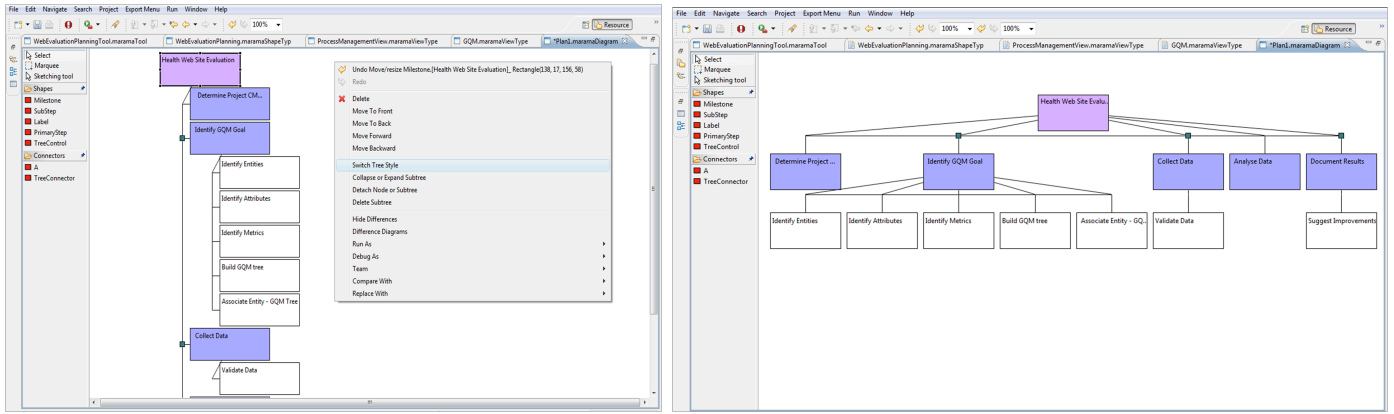 File Edit Navigate Search Project Export Menu Run Window Help
100%
Resource
WebEvaluationPlanningTool.maramaTool
WebEvaluationPlanning.maramaShapeTyp
ProcessManagementView.maramaViewType
GQM.maramaViewType
*Plan1.maramaDiagram
Select
Marquee
Sketching tool
Shapes
Milestone
SubStep
Label
PrimaryStep
TreeControl
Connectors
A
TreeConnector
Health Web Site Evaluation
Determine Project CM...
Identify GQM Goal
Identify Entities
Identify Attributes
Identify Metrics
Build GQM tree
Associate Entity - GQM Tree
Collect Data
Validate Data
Undo Move/resize Milestone,[Health Web Site Evaluation]_ Rectangle(138, 17, 156, 58)
Redo
Delete
Move To Front
Move To Back
Move Forward
Move Backward
Switch Tree Style
Collapse or Expand Subtree
Detach Node or Subtree
Delete Subtree
Hide Differences
Difference Diagrams
Run As
Debug As
Team
Compare With
Replace With
File Edit Navigate Search Project Export Menu Run Window Help
100% 100%
Resource
WebEvaluationPlanningTool.maramaTool
WebEvaluationPlanning.maramaShapeTyp
ProcessManagementView.maramaViewType
GQM.maramaViewType
*Plan1.maramaDiagram
Select
Marquee
Sketching tool
Shapes
Milestone
SubStep
Label
PrimaryStep
TreeControl
Connectors
A
TreeConnector
Health Web Site Evalu..
Determine Project ...
Identify GQM Goal
Collect Data
Analyse Data
Document Results
Identify Entities
Identify Attributes
Identify Metrics
Build GQM tree
Associate Entity - GQ..
Validate Data
Suggest Improvements